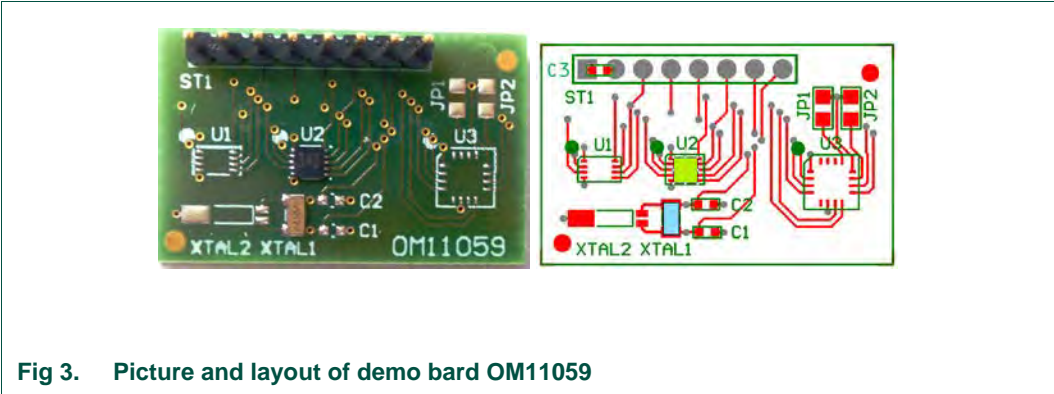 ST1
JP1
JP2
U1
U2
U3
C2
C1
XTAL2 XTAL1
OM11059
C3
ST1
JP1
JP2
U1
U2
U3
C2
C1
XTAL2 XTAL1
Fig 3. Picture and layout of demo bard OM11059